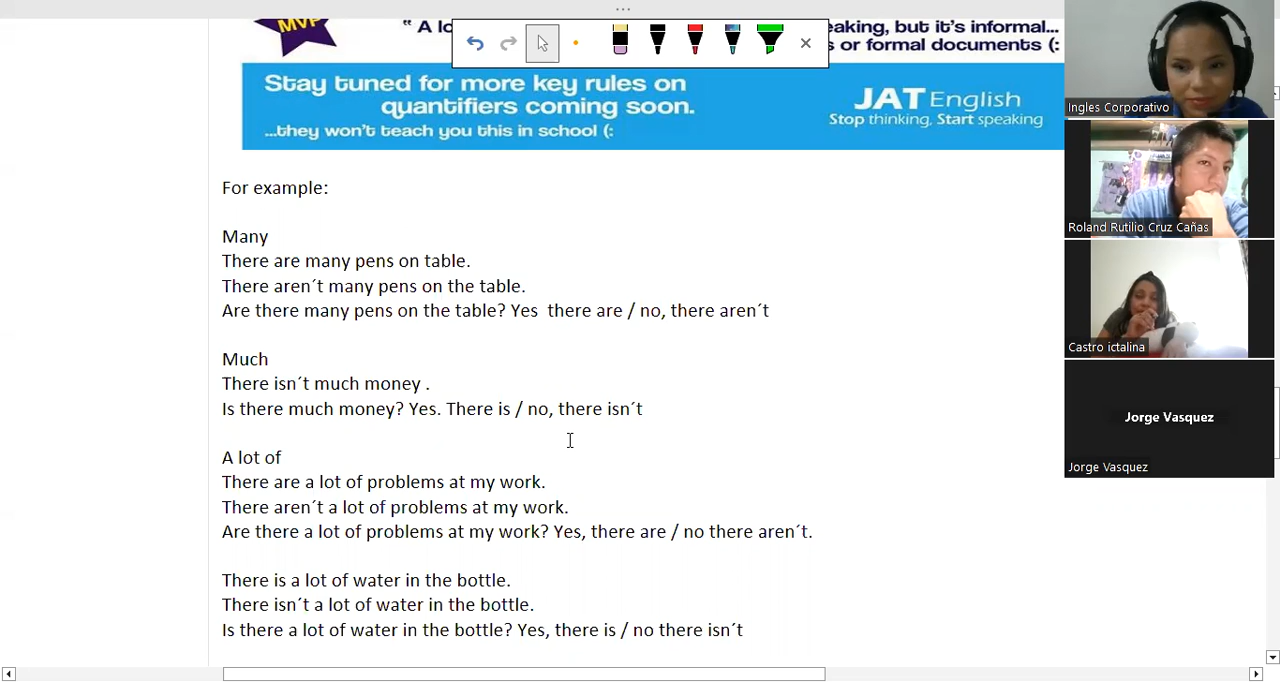 MVP
" A lo
aking, but it's informal...
s or formal documents (:
Stay tuned for more key rules on
quantifiers coming soon.
...they won't teach you this in school (:
JAT English
Stop thinking, Start speaking
For example:
Many
There are many pens on table.
There aren´t many pens on the table.
Are there many pens on the table? Yes  there are / no, there aren´t
Much
There isn´t much money .
Is there much money? Yes. There is / no, there isn´t
A lot of
There are a lot of problems at my work.
There aren´t a lot of problems at my work.
Are there a lot of problems at my work? Yes, there are / no there aren´t.
There is a lot of water in the bottle.
There isn´t a lot of water in the bottle.
Is there a lot of water in the bottle? Yes, there is / no there isn´t
Ingles Corporativo
Roland Rutilio Cruz Cañas
Castro ictalina
Jorge Vasquez
Jorge Vasquez